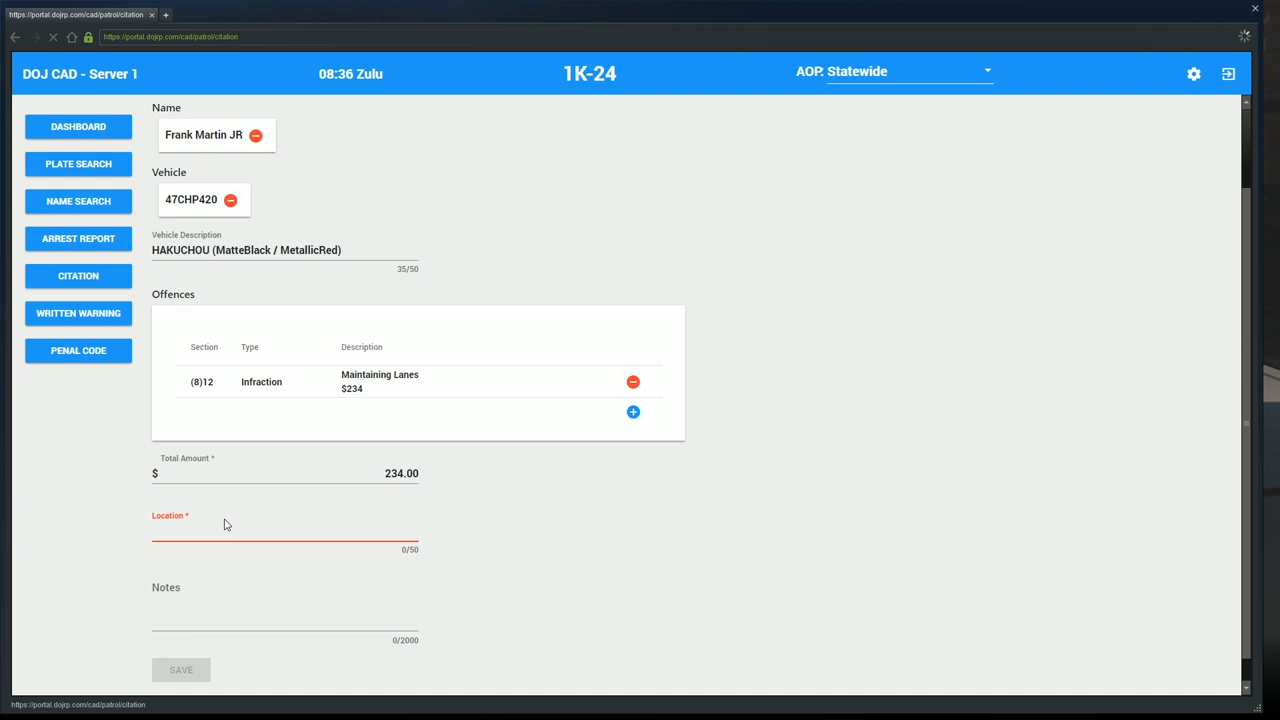 https://portal.dojrp.com/cad/patrol/citation
https://portal.dojrp.com/cad/patrol/citation
DOJ CAD - Server 1
08:36 Zulu
1K-24
AOP: Statewide
DASHBOARD
PLATE SEARCH
NAME SEARCH
ARREST REPORT
CITATION
WRITTEN WARNING
PENAL CODE
Name
Frank Martin JR
Vehicle
47CHP420
Vehicle Description
HAKUCHOU (MatteBlack / MetallicRed)
35/50
Offences
Section Type Description
(8)12 Infraction Maintaining Lanes
$234
Total Amount *
$ 234.00
Location *
0/50
Notes
0/2000
SAVE
https://portal.dojrp.com/cad/patrol/citation